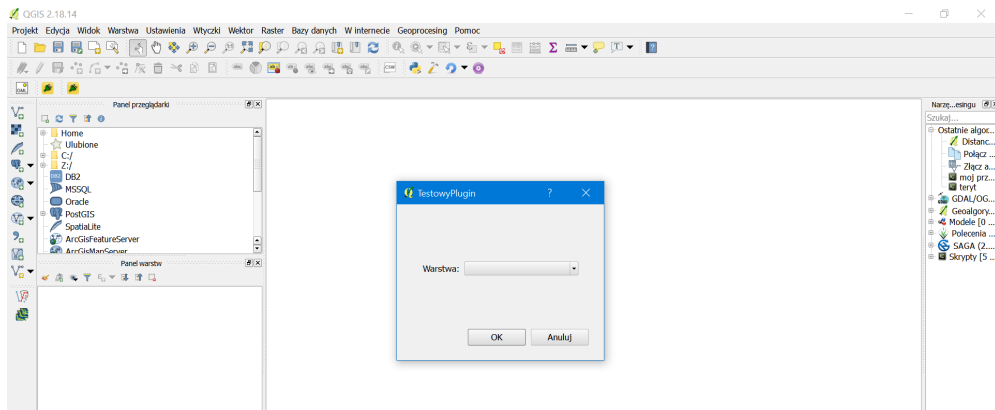 QGIS 2.18.14
Projekt Edycja Widok Warstwa Ustawienia Wtyczki Wektor Raster Bazy danych W internecie Geoprocesing Pomoc
Panel przeglądarki
Home
Ulubione
C:/
Z:/
DB2
MSSQL
Oracle
PostGIS
SpatiaLite
ArcGisFeatureServer
ArcGisMapServer
Panel warstw
TestowyPlugin
Warstwa:
OK Anuluj
Narzę...esingu
Szukaj...
Ostatnie algor...
Distanc...
Połącz ...
Złącz a...
moj prz...
teryt
GDAL/OG...
Geoalgory...
Modele [0 ...
Polecenia ...
SAGA (2....
Skrypty [5 ...